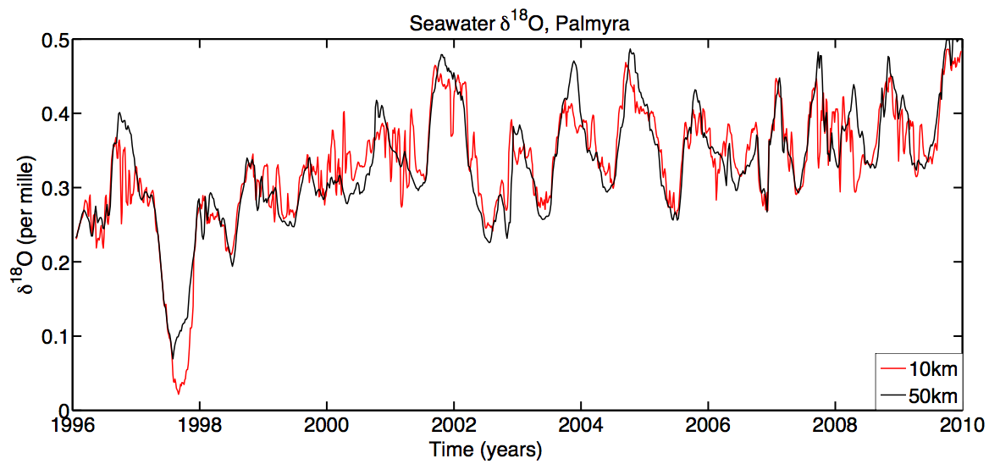 Seawater δ¹⁸O, Palmyra
0.5
0.4
0.3
0.2
0.1
0
δ¹⁸O (per mille)
1996 1998 2000 2002 2004 2006 2008 2010
Time (years)
10km
50km